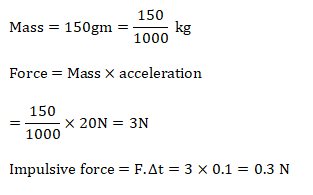 Mass = 150gm = 150/1000 kg
Force = Mass × acceleration
= 150/1000 × 20N = 3N
Impulsive force = F.Δt = 3 × 0.1 = 0.3 N